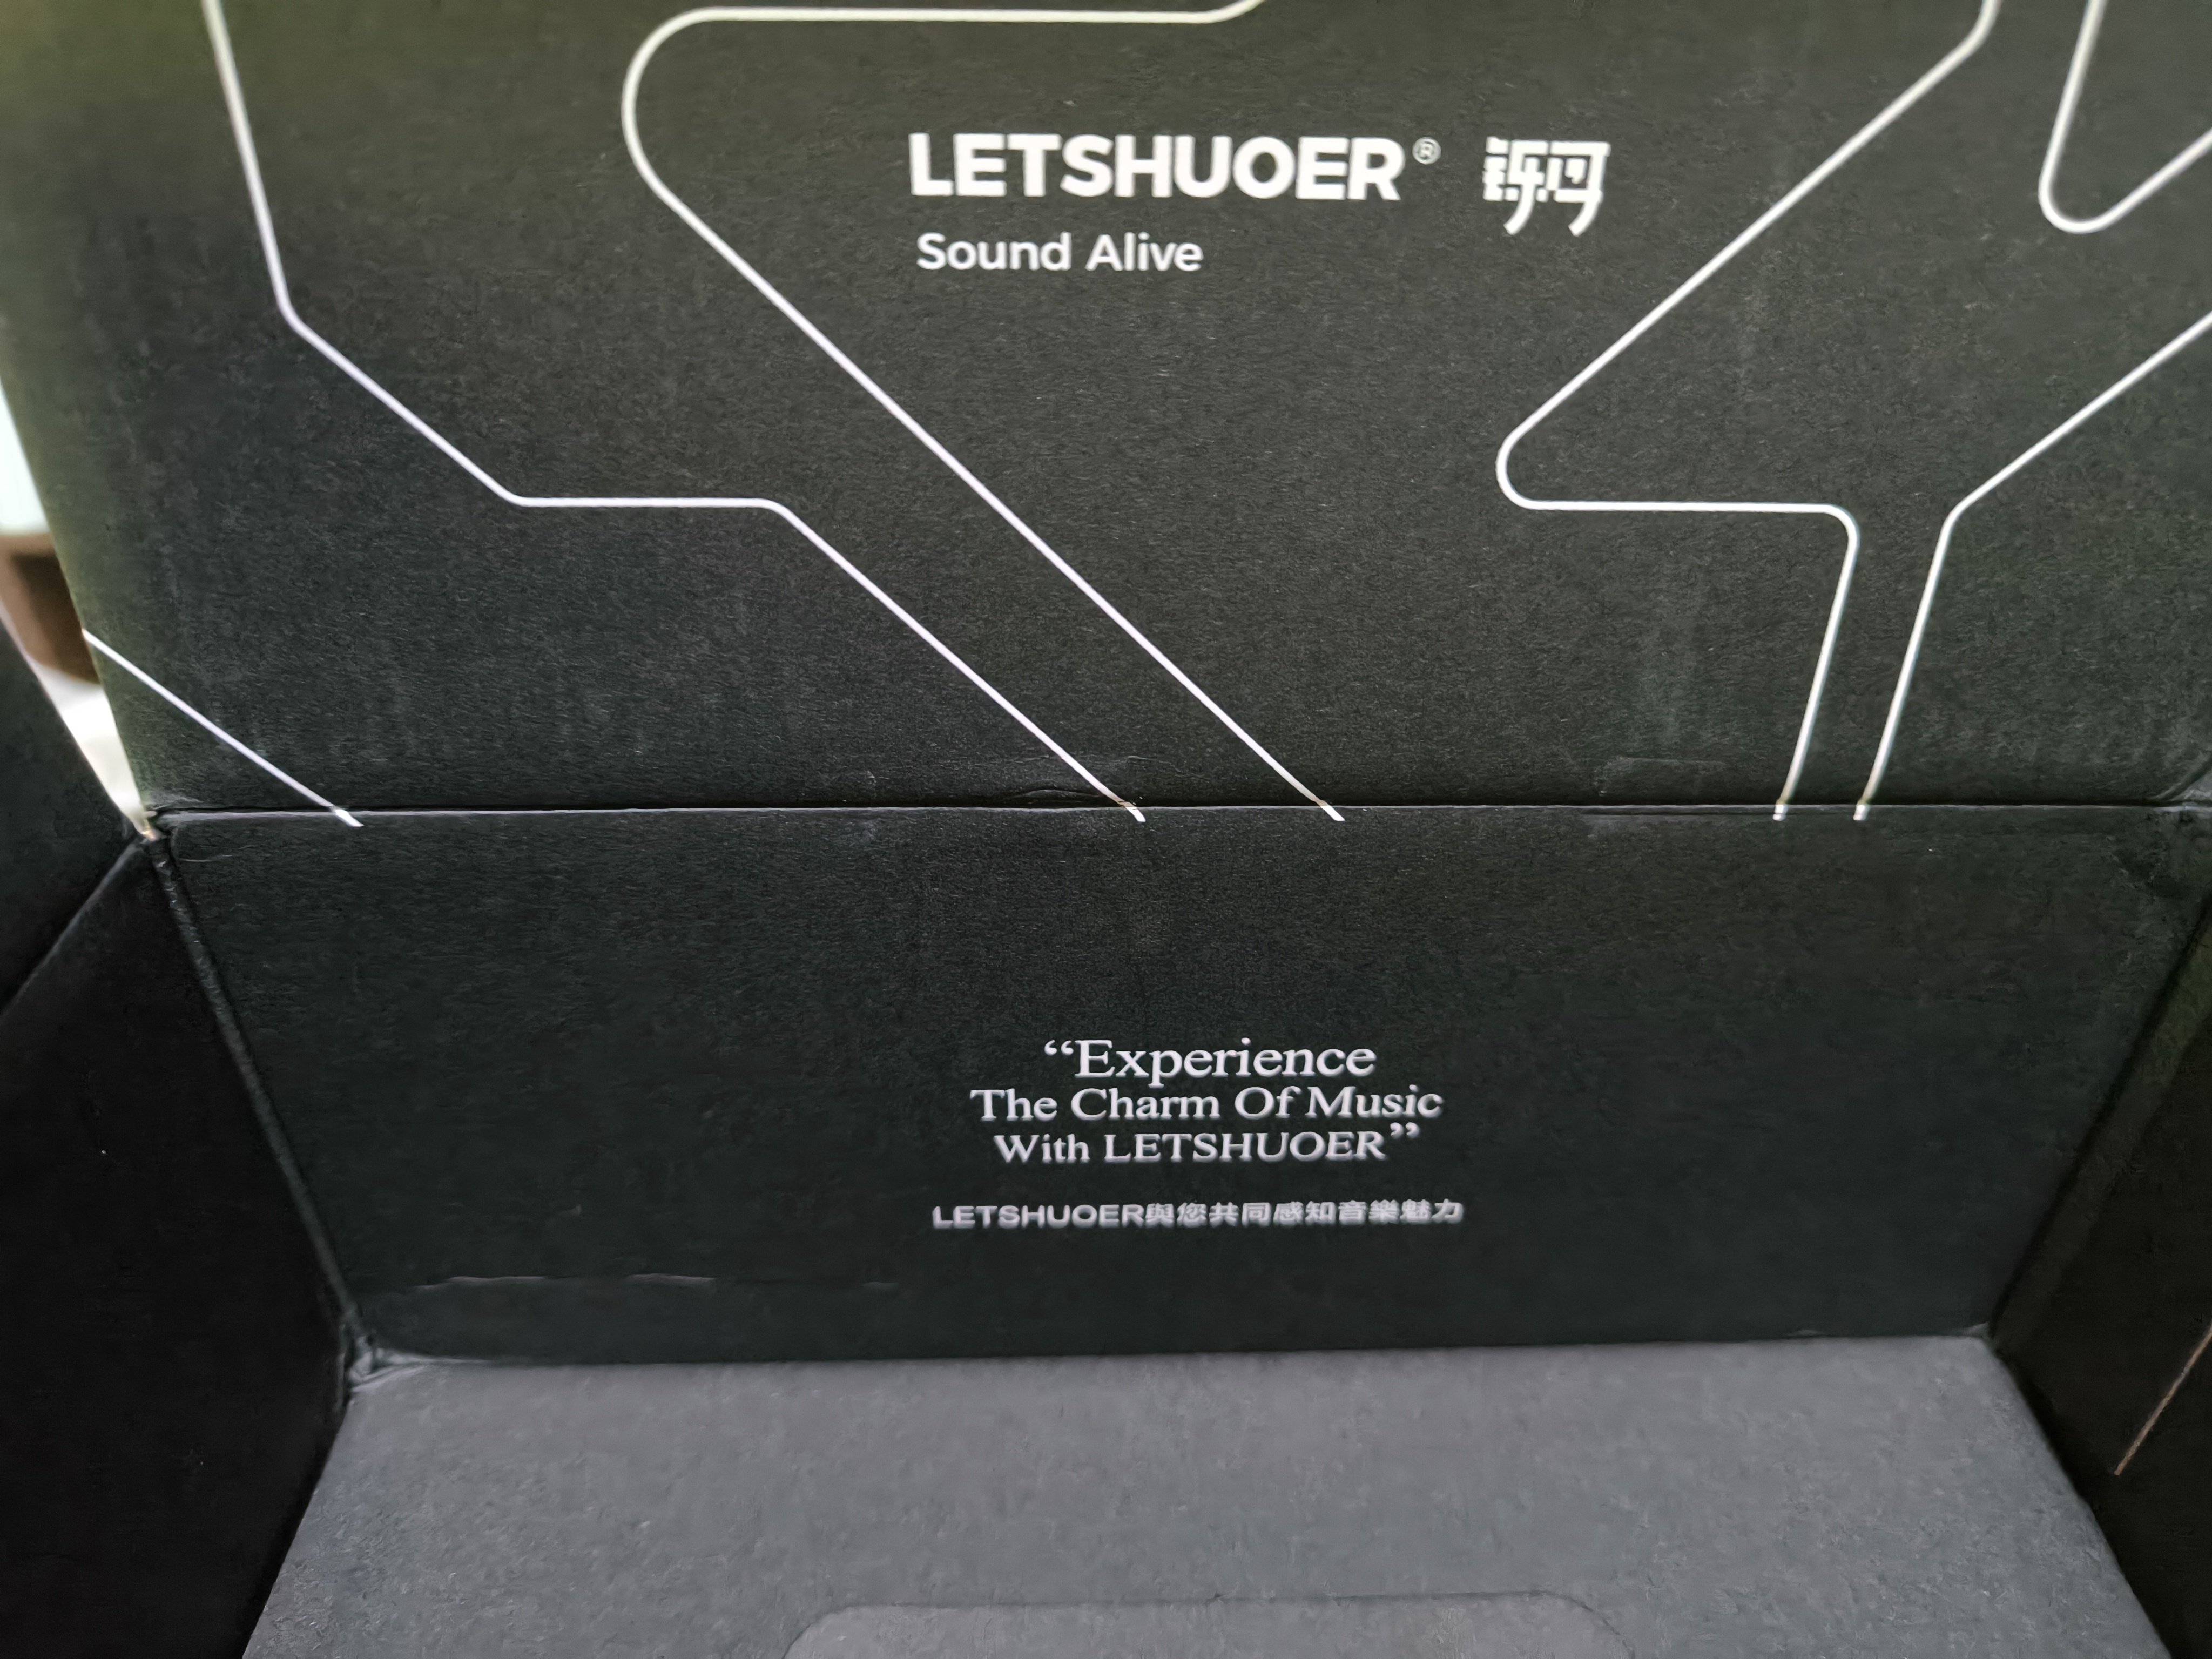 LETSHUOER®
Sound Alive
“Experience
The Charm Of Music
With LETSHUOER”
LETSHUOER與您共同感知音樂魅力